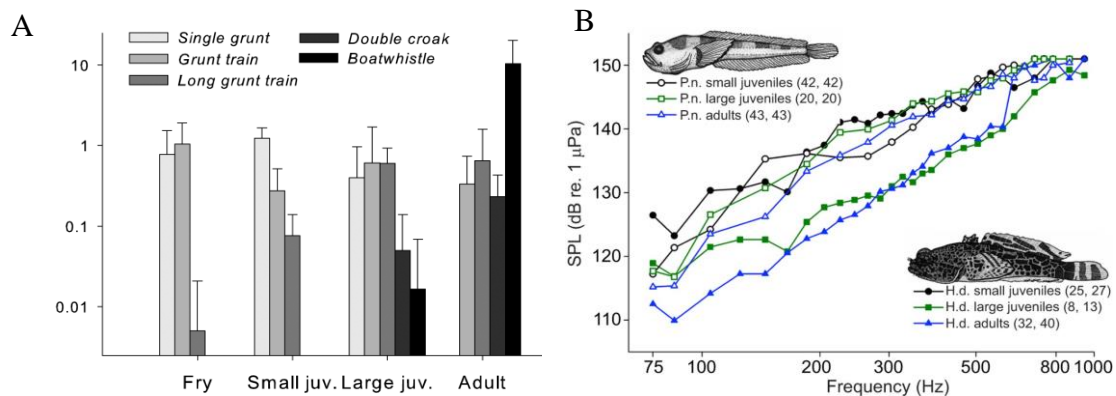 A
Single grunt
Grunt train
Long grunt train
Double croak
Boatwhistle
10
1
0.1
0.01
Fry
Small juv.
Large juv.
Adult
B
150
140
130
120
110
SPL (dB re. 1 µPa)
P.n. small juveniles (42, 42)
P.n. large juveniles (20, 20)
P.n. adults (43, 43)
H.d. small juveniles (25, 27)
H.d. large juveniles (8, 13)
H.d. adults (32, 40)
75
100
200
300
500
800
1000
Frequency (Hz)